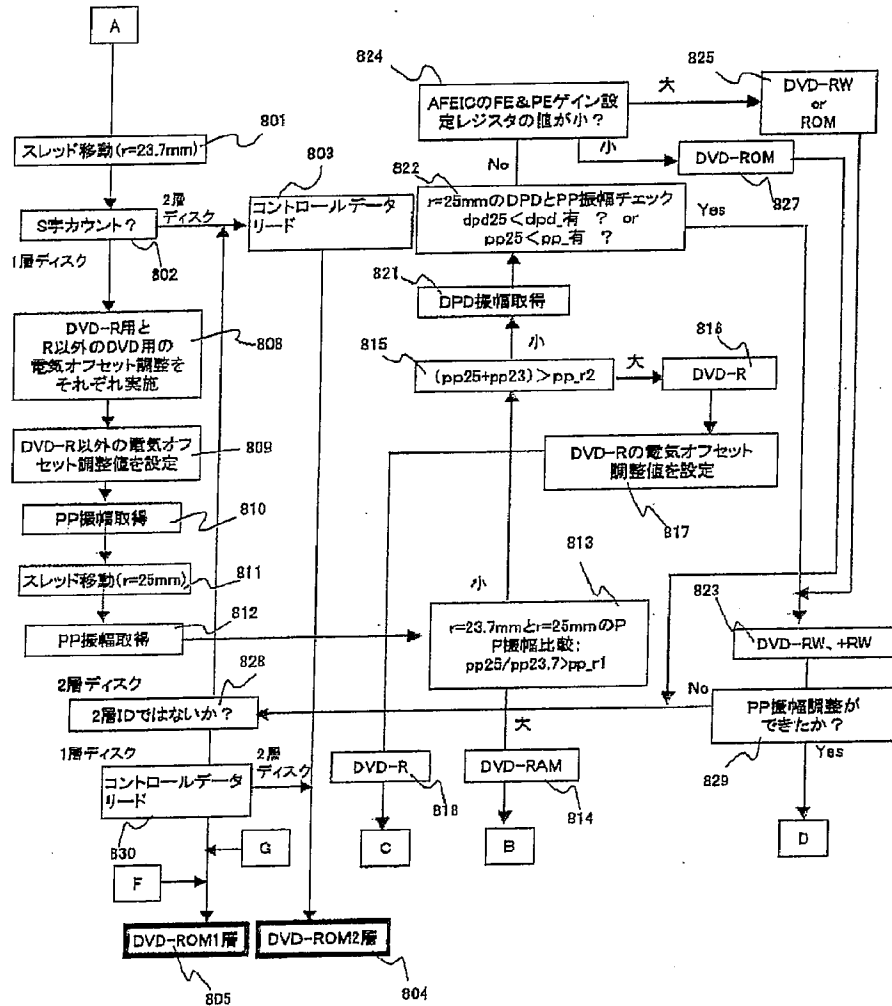 A
801
スレッド移動(r=23.7mm)
S字カウント?
802
2層
ディスク
1層ディスク
803
コントロールデータ
リード
DVD-R用と
R以外のDVD用の
電気オフセット調整を
それぞれ実施
808
DVD-R以外の電気オフ
セット調整値を設定
809
PP振幅取得
810
スレッド移動(r=25mm)
811
PP振幅取得
812
824
AFEICのFE&PEゲイン設
定レジスタの値が小?
大
825
DVD-RW
or
ROM
小
DVD-ROM
827
No
822
r=25mmのDPDとPP振幅チェック
dpd25<dpd_有 ? or
pp25<pp_有 ?
Yes
821
DPD振幅取得
小
815
(pp25+pp23)>pp_r2
大
816
DVD-R
DVD-Rの電気オフセット
調整値を設定
817
小
813
r=23.7mmとr=25mmのP
P振幅比較:
pp25/pp23.7>pp_r1
大
DVD-RAM
814
B
DVD-R
818
C
823
DVD-RW、+RW
PP振幅調整が
できたか?
829
No
Yes
D
2層ディスク
828
2層IDではないか?
1層ディスク
2層
ディスク
コントロールデータ
リード
830
G
F
DVD-ROM1層
805
DVD-ROM2層
804